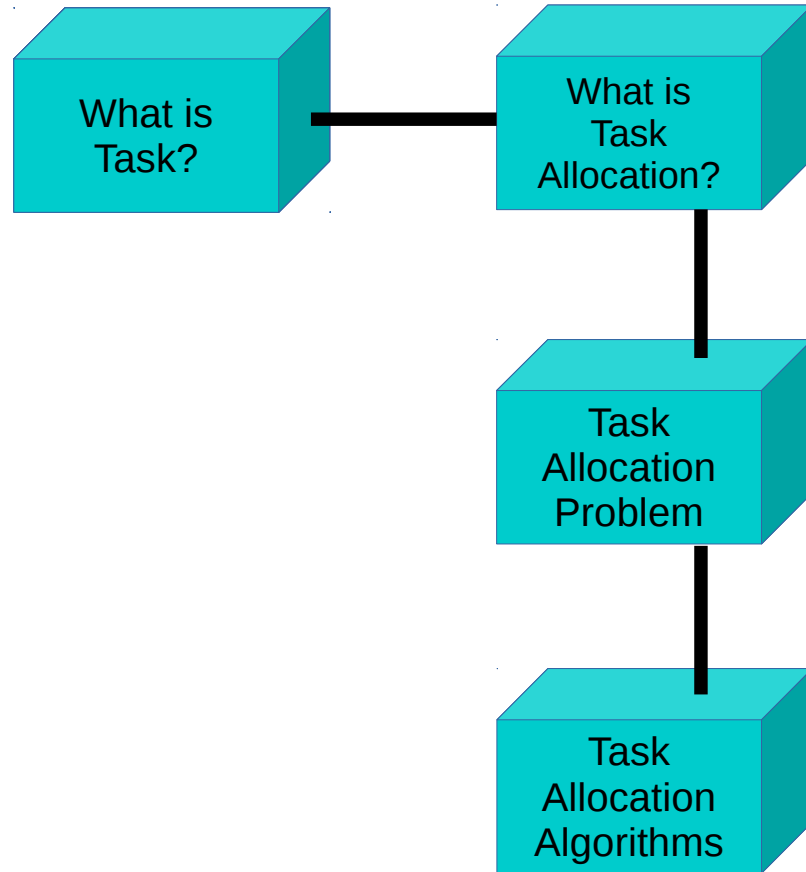 What is
Task?
What is
Task
Allocation?
Task
Allocation
Problem
Task
Allocation
Algorithms